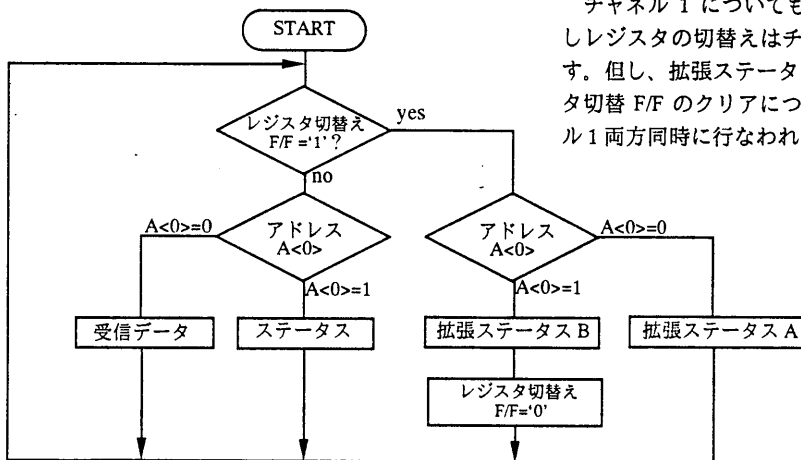 START
チャネル 1 についても
しレジスタの切替えはチ
す。但し、拡張ステータ
タ切替 F/F のクリアにつ
ル1両方同時に行なわれ
レジスタ切替え
F/F =‘1’ ?
yes
no
アドレス
A<0>
A<0>=0
A<0>=1
アドレス
A<0>
A<0>=0
A<0>=1
受信データ
ステータス
拡張ステータス B
拡張ステータス A
レジスタ切替え
F/F=‘0’